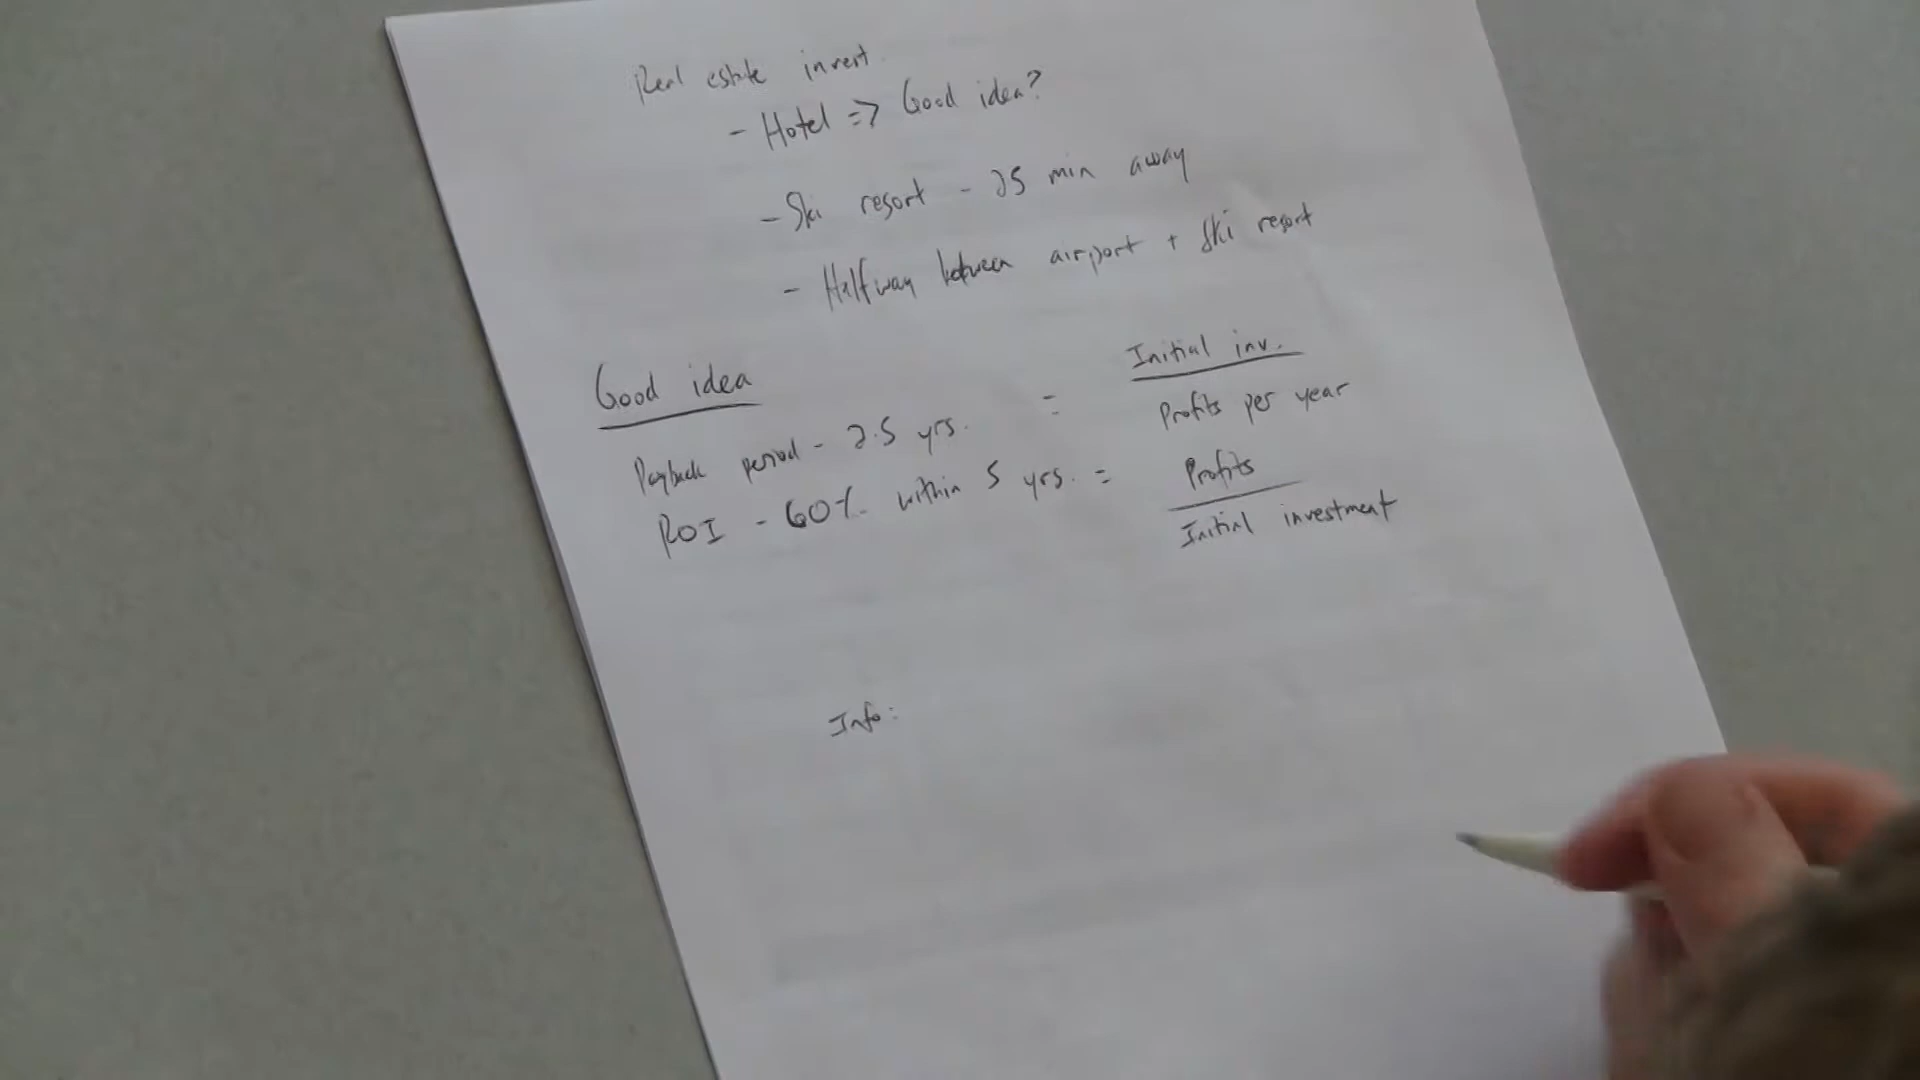 Real estate invest.
- Hotel => Good idea?
- Ski resort - 25 min away
- Halfway between airport + Ski resort
Good idea
Payback period - 2.5 yrs. = Initial inv. / Profits per year
ROI - 60% within 5 yrs. = Profits / Initial investment
Info: